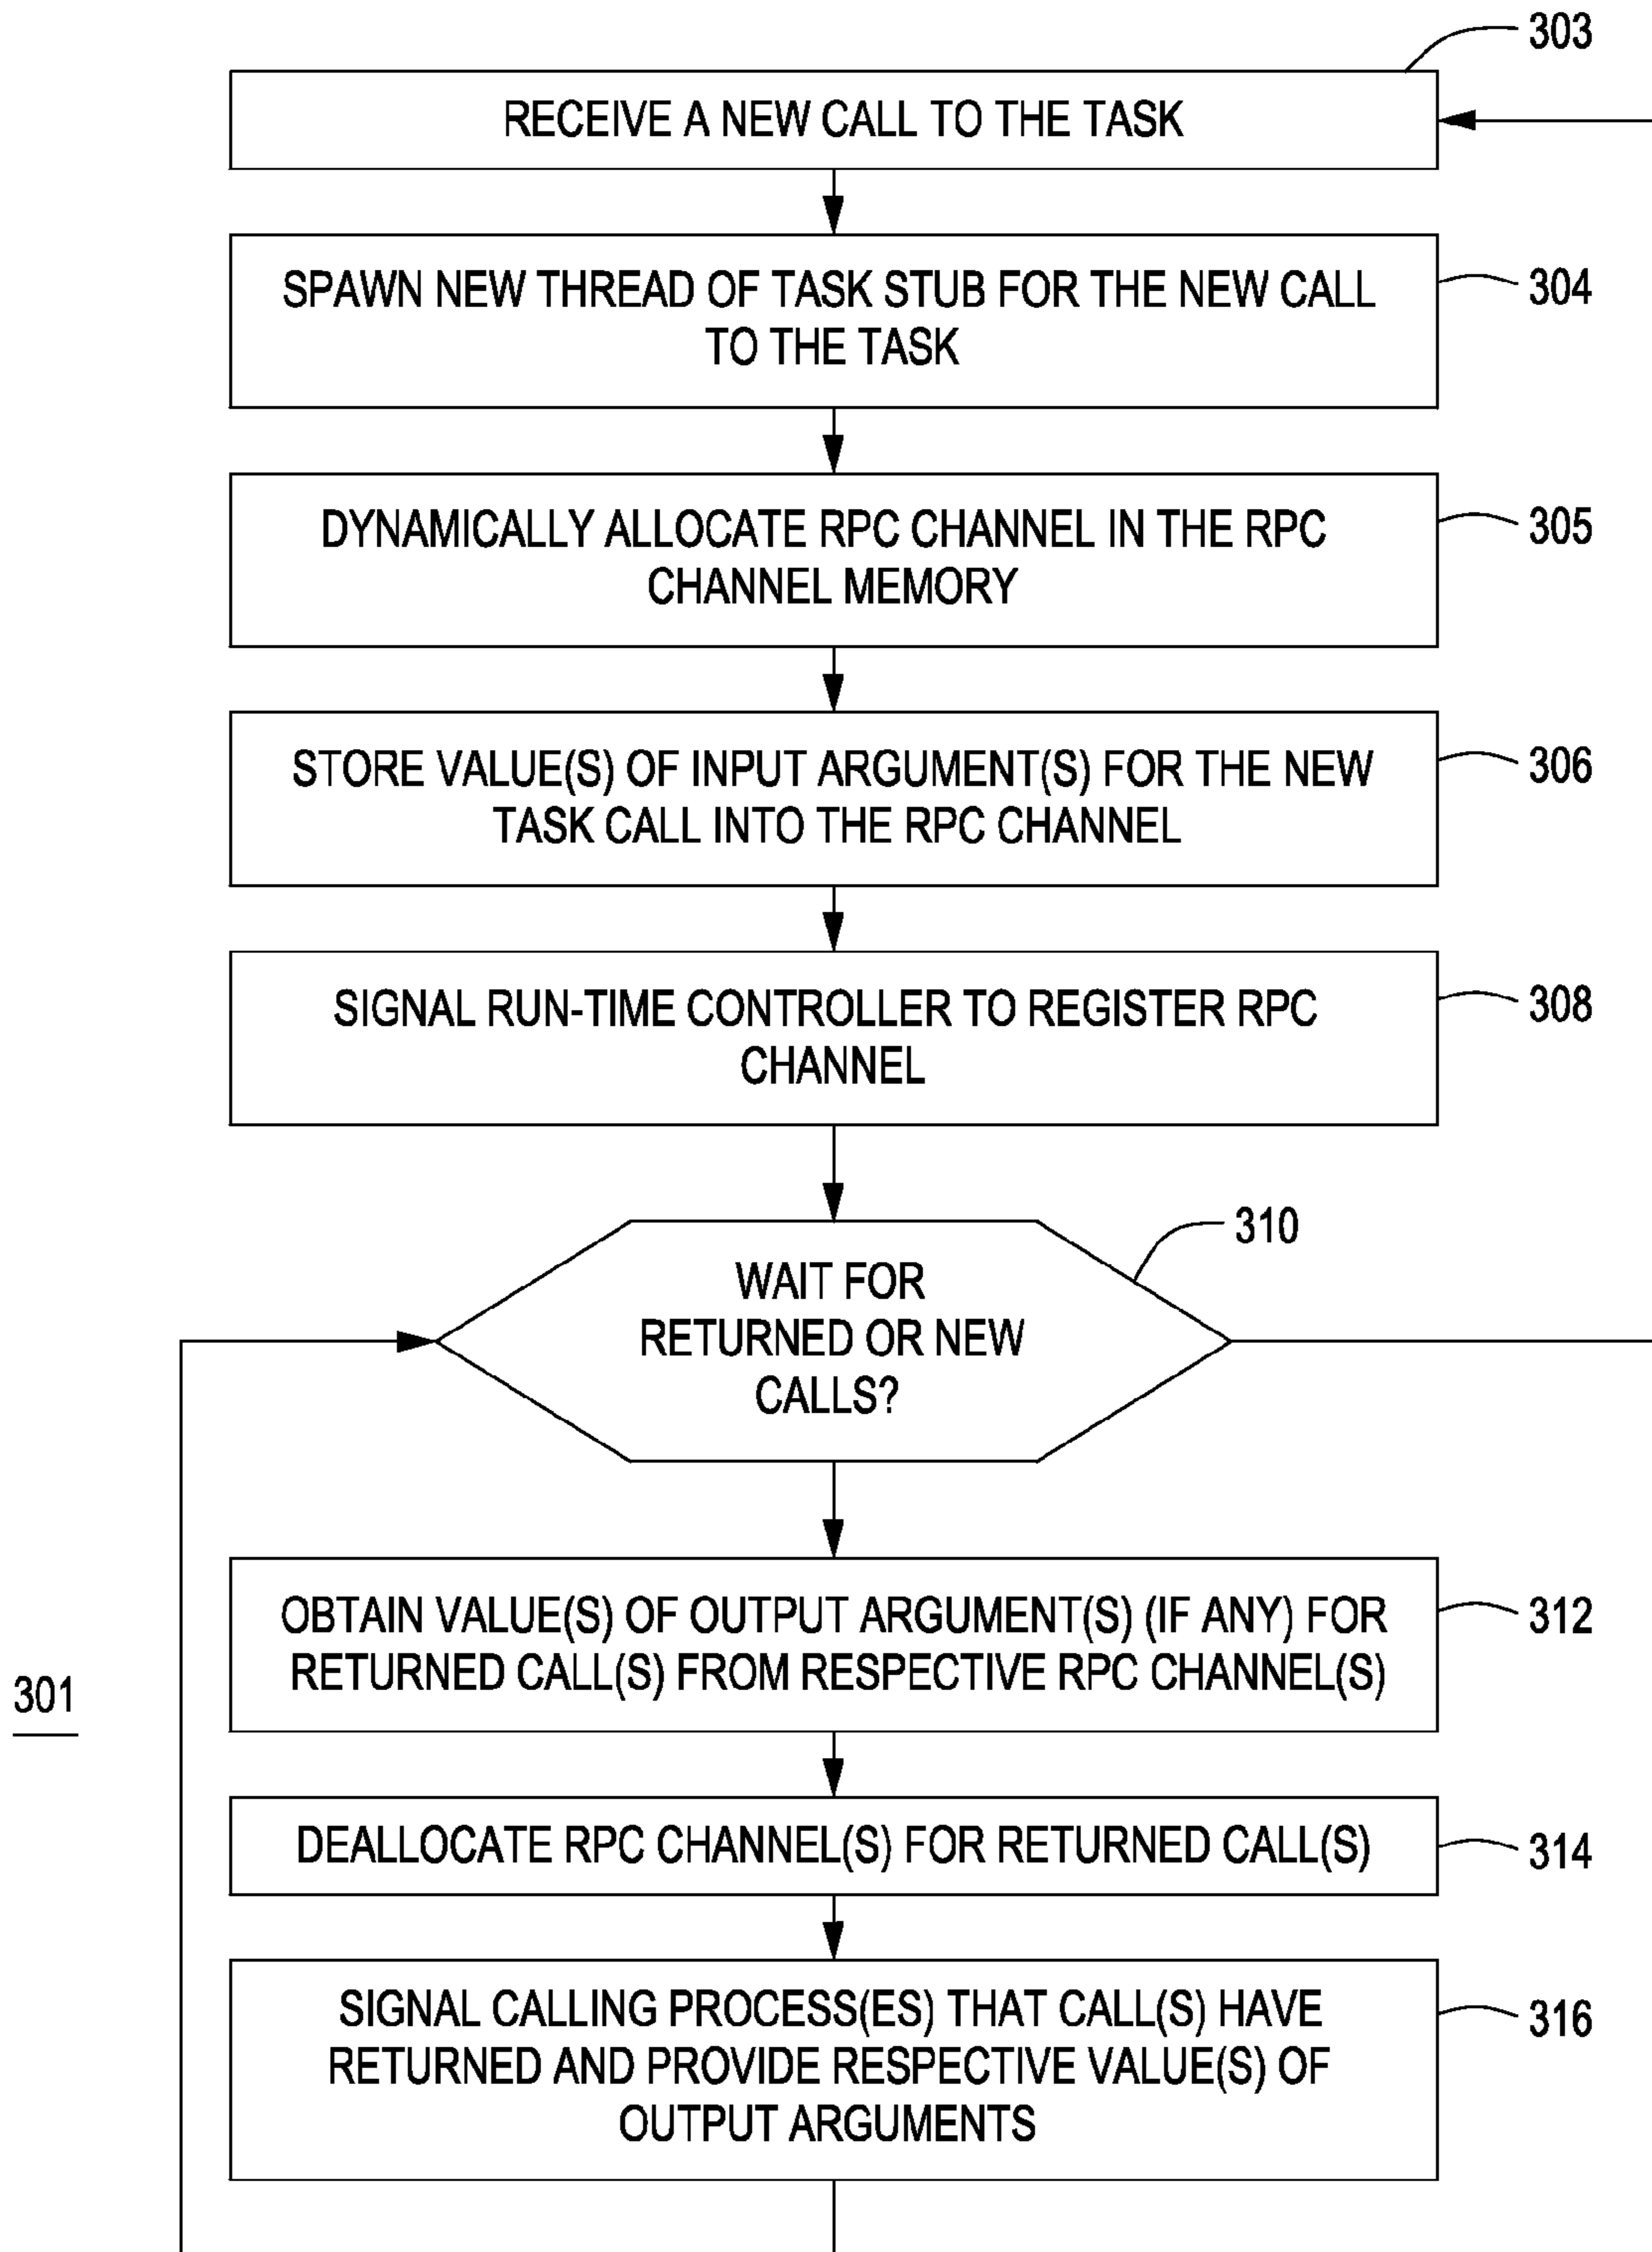 303
RECEIVE A NEW CALL TO THE TASK
SPAWN NEW THREAD OF TASK STUB FOR THE NEW CALL
TO THE TASK
304
DYNAMICALLY ALLOCATE RPC CHANNEL IN THE RPC
CHANNEL MEMORY
305
STORE VALUE(S) OF INPUT ARGUMENT(S) FOR THE NEW
TASK CALL INTO THE RPC CHANNEL
306
SIGNAL RUN-TIME CONTROLLER TO REGISTER RPC
CHANNEL
308
310
WAIT FOR
RETURNED OR NEW
CALLS?
OBTAIN VALUE(S) OF OUTPUT ARGUMENT(S) (IF ANY) FOR
RETURNED CALL(S) FROM RESPECTIVE RPC CHANNEL(S)
312
301
DEALLOCATE RPC CHANNEL(S) FOR RETURNED CALL(S)
314
SIGNAL CALLING PROCESS(ES) THAT CALL(S) HAVE
RETURNED AND PROVIDE RESPECTIVE VALUE(S) OF
OUTPUT ARGUMENTS
316